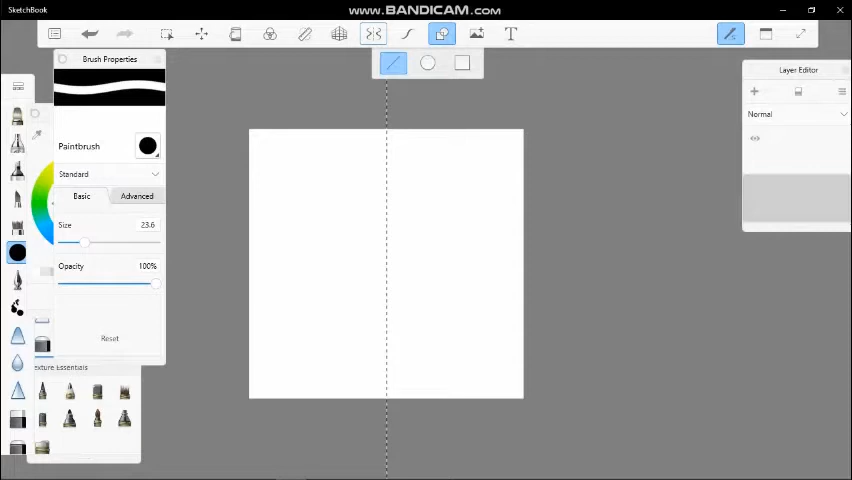 SketchBook
www.BANDICAM.com
T
Brush Properties
Paintbrush
Standard
Basic
Advanced
Size
23.6
Opacity
100%
Reset
exture Essentials
Layer Editor
Normal